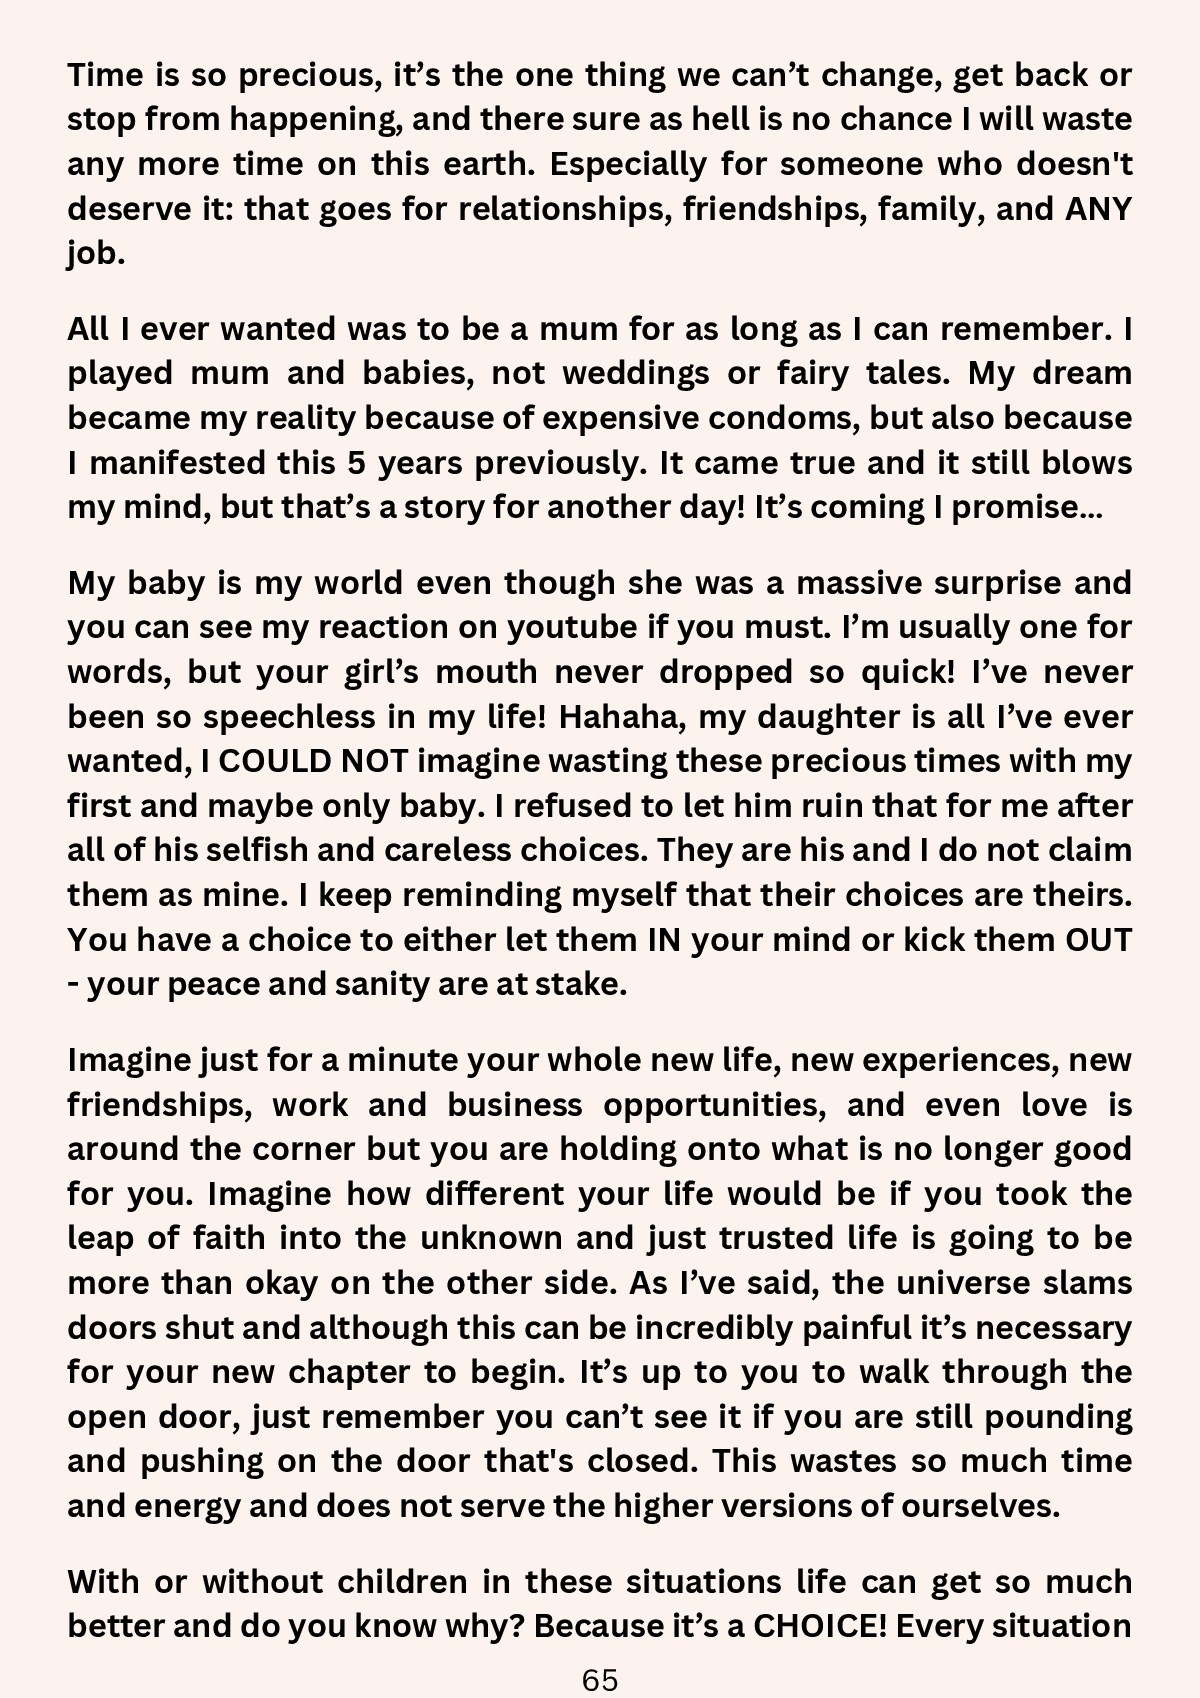 Time is so precious, it’s the one thing we can’t change, get back or
stop from happening, and there sure as hell is no chance I will waste
any more time on this earth. Especially for someone who doesn't
deserve it: that goes for relationships, friendships, family, and ANY
job.
All I ever wanted was to be a mum for as long as I can remember. I
played mum and babies, not weddings or fairy tales. My dream
became my reality because of expensive condoms, but also because
I manifested this 5 years previously. It came true and it still blows
my mind, but that’s a story for another day! It’s coming I promise...
My baby is my world even though she was a massive surprise and
you can see my reaction on youtube if you must. I’m usually one for
words, but your girl’s mouth never dropped so quick! I’ve never
been so speechless in my life! Hahaha, my daughter is all I’ve ever
wanted, I COULD NOT imagine wasting these precious times with my
first and maybe only baby. I refused to let him ruin that for me after
all of his selfish and careless choices. They are his and I do not claim
them as mine. I keep reminding myself that their choices are theirs.
You have a choice to either let them IN your mind or kick them OUT
- your peace and sanity are at stake.
Imagine just for a minute your whole new life, new experiences, new
friendships, work and business opportunities, and even love is
around the corner but you are holding onto what is no longer good
for you. Imagine how different your life would be if you took the
leap of faith into the unknown and just trusted life is going to be
more than okay on the other side. As I’ve said, the universe slams
doors shut and although this can be incredibly painful it’s necessary
for your new chapter to begin. It’s up to you to walk through the
open door, just remember you can’t see it if you are still pounding
and pushing on the door that's closed. This wastes so much time
and energy and does not serve the higher versions of ourselves.
With or without children in these situations life can get so much
better and do you know why? Because it’s a CHOICE! Every situation
65